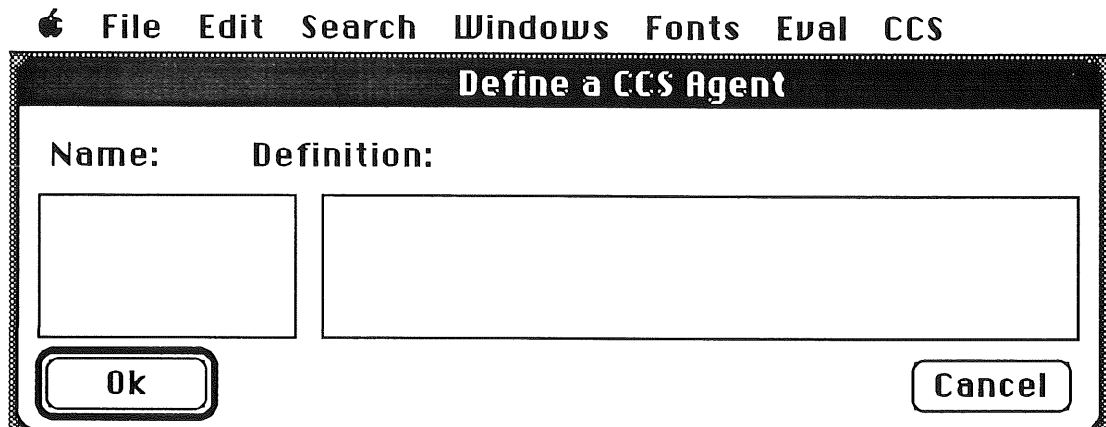 File Edit Search Windows Fonts Eval CCS
Define a CCS Agent
Name: Definition:
Ok Cancel